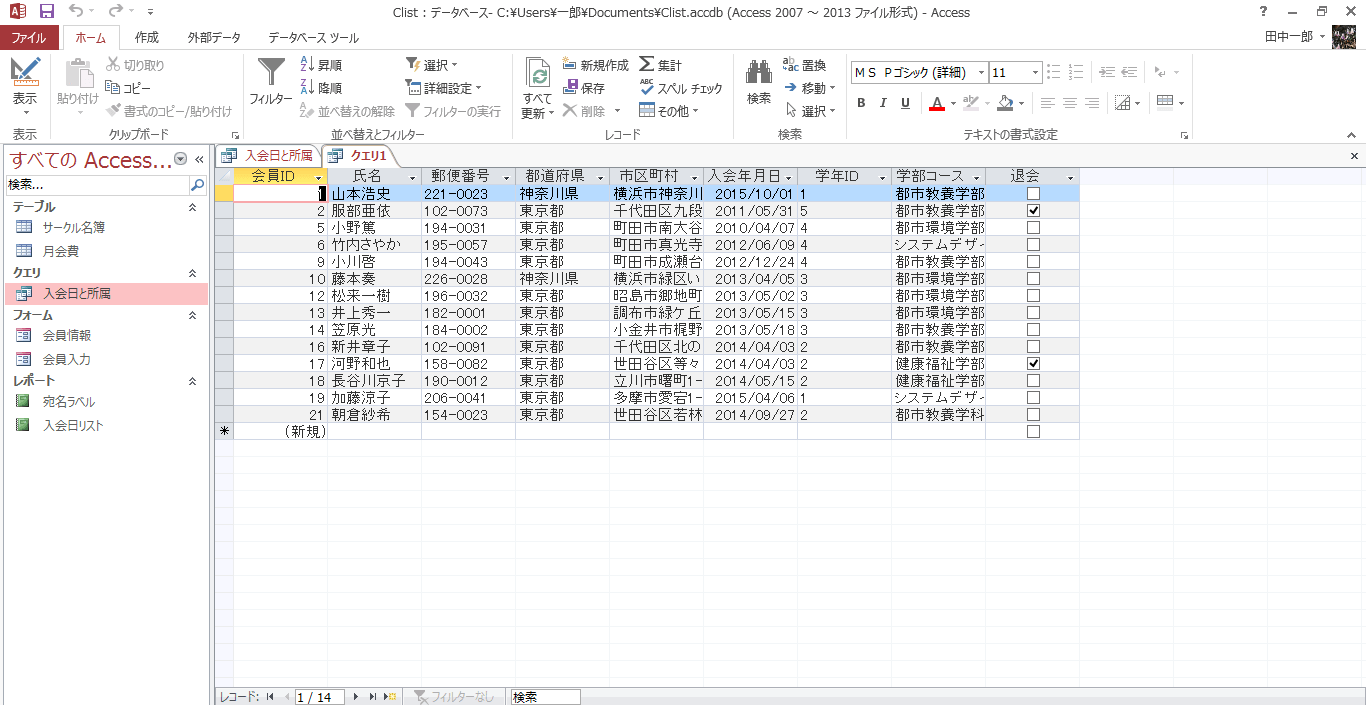 Clist : データベース- C:¥Users¥一郎¥Documents¥Clist.accdb (Access 2007 ～ 2013 ファイル形式) - Access
?
ファイル ホーム 作成 外部データ データベース ツール 田中一郎
表示 貼り付け 切り取り コピー 書式のコピー/貼り付け フィルター 昇順 降順 並べ替えの解除 選択 詳細設定 フィルターの実行 すべて更新 新規作成 保存 削除 集計 スペル チェック その他 検索 置換 移動 選択 ＭＳ Ｐゴシック (詳細) 11
B I U A
表示 クリップボード 並べ替えとフィルター レコード 検索 テキストの書式設定
すべての Access... «
検索...
テーブル
サークル名簿
月会費
クエリ
入会日と所属
フォーム
会員情報
会員入力
レポート
宛名ラベル
入会日リスト
入会日と所属 クエリ1
会員ID 氏名 郵便番号 都道府県 市区町村 入会年月日 学年ID 学部コース 退会
1 山本浩史 221-0023 神奈川県 横浜市神奈川 2015/10/01 1 都市教養学部
2 服部亜依 102-0073 東京都 千代田区九段 2011/05/31 5 都市教養学部
5 小野篤 194-0031 東京都 町田市南大谷 2010/04/07 4 都市環境学部
6 竹内さやか 195-0057 東京都 町田市真光寺 2012/06/09 4 システムデザ
9 小川啓 194-0043 東京都 町田市成瀬台 2012/12/24 4 都市教養学部
10 藤本奏 226-0028 神奈川県 横浜市緑区い 2013/04/05 3 都市環境学部
12 松来一樹 196-0032 東京都 昭島市郷地町 2013/05/02 3 都市環境学部
13 井上秀一 182-0001 東京都 調布市緑ケ丘 2013/05/15 3 都市環境学部
14 笠原光 184-0002 東京都 小金井市梶野 2013/05/18 3 都市教養学部
16 新井章子 102-0091 東京都 千代田区北の 2014/04/03 2 都市教養学部
17 河野和也 158-0082 東京都 世田谷区等々 2014/04/03 2 健康福祉学部
18 長谷川京子 190-0012 東京都 立川市曙町1- 2014/05/15 2 健康福祉学部
19 加藤涼子 206-0041 東京都 多摩市愛宕1- 2015/04/06 1 システムデザ
21 朝倉紗希 154-0023 東京都 世田谷区若林 2014/09/27 2 都市教養学科
* (新規)
レコード: 1 / 14 フィルターなし 検索